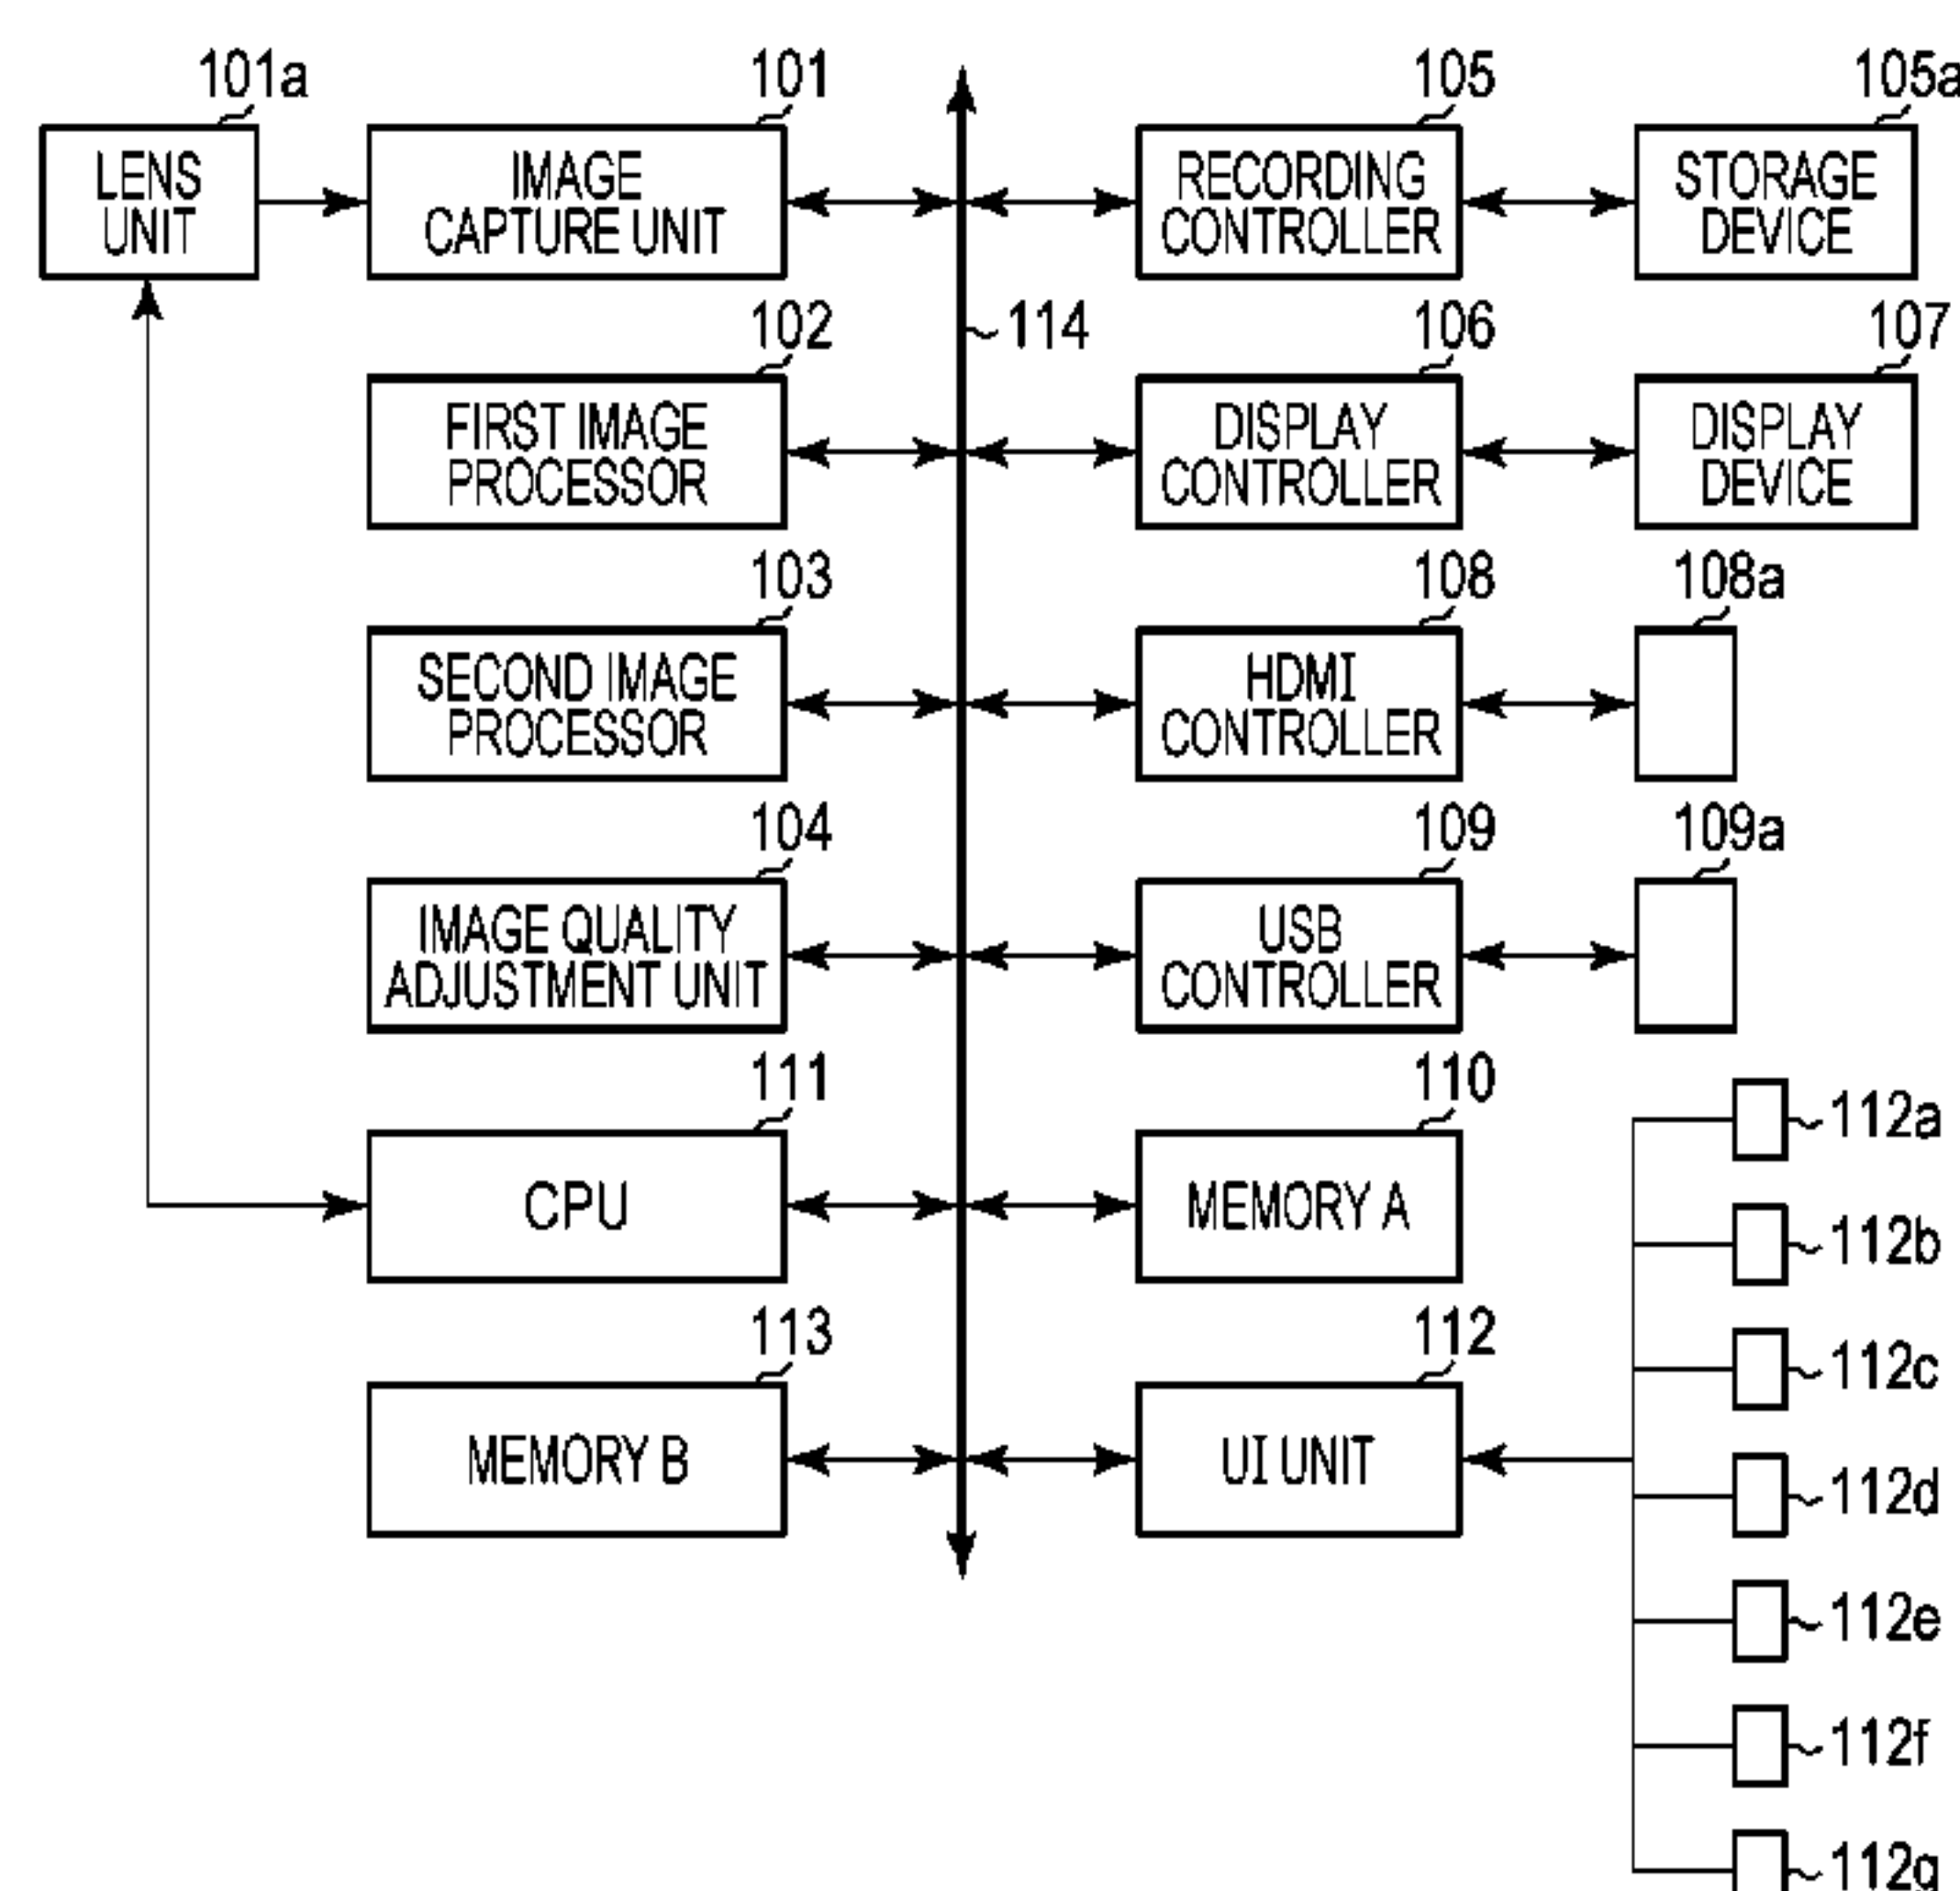 101a
101
105
105a
LENS
UNIT
IMAGE
CAPTURE UNIT
RECORDING
CONTROLLER
STORAGE
DEVICE
102
114
106
107
FIRST IMAGE
PROCESSOR
DISPLAY
CONTROLLER
DISPLAY
DEVICE
103
108
108a
SECOND IMAGE
PROCESSOR
HDMI
CONTROLLER
104
109
109a
IMAGE QUALITY
ADJUSTMENT UNIT
USB
CONTROLLER
111
110
112a
CPU
MEMORY A
112b
113
112
112c
MEMORY B
UI UNIT
112d
112e
112f
112g